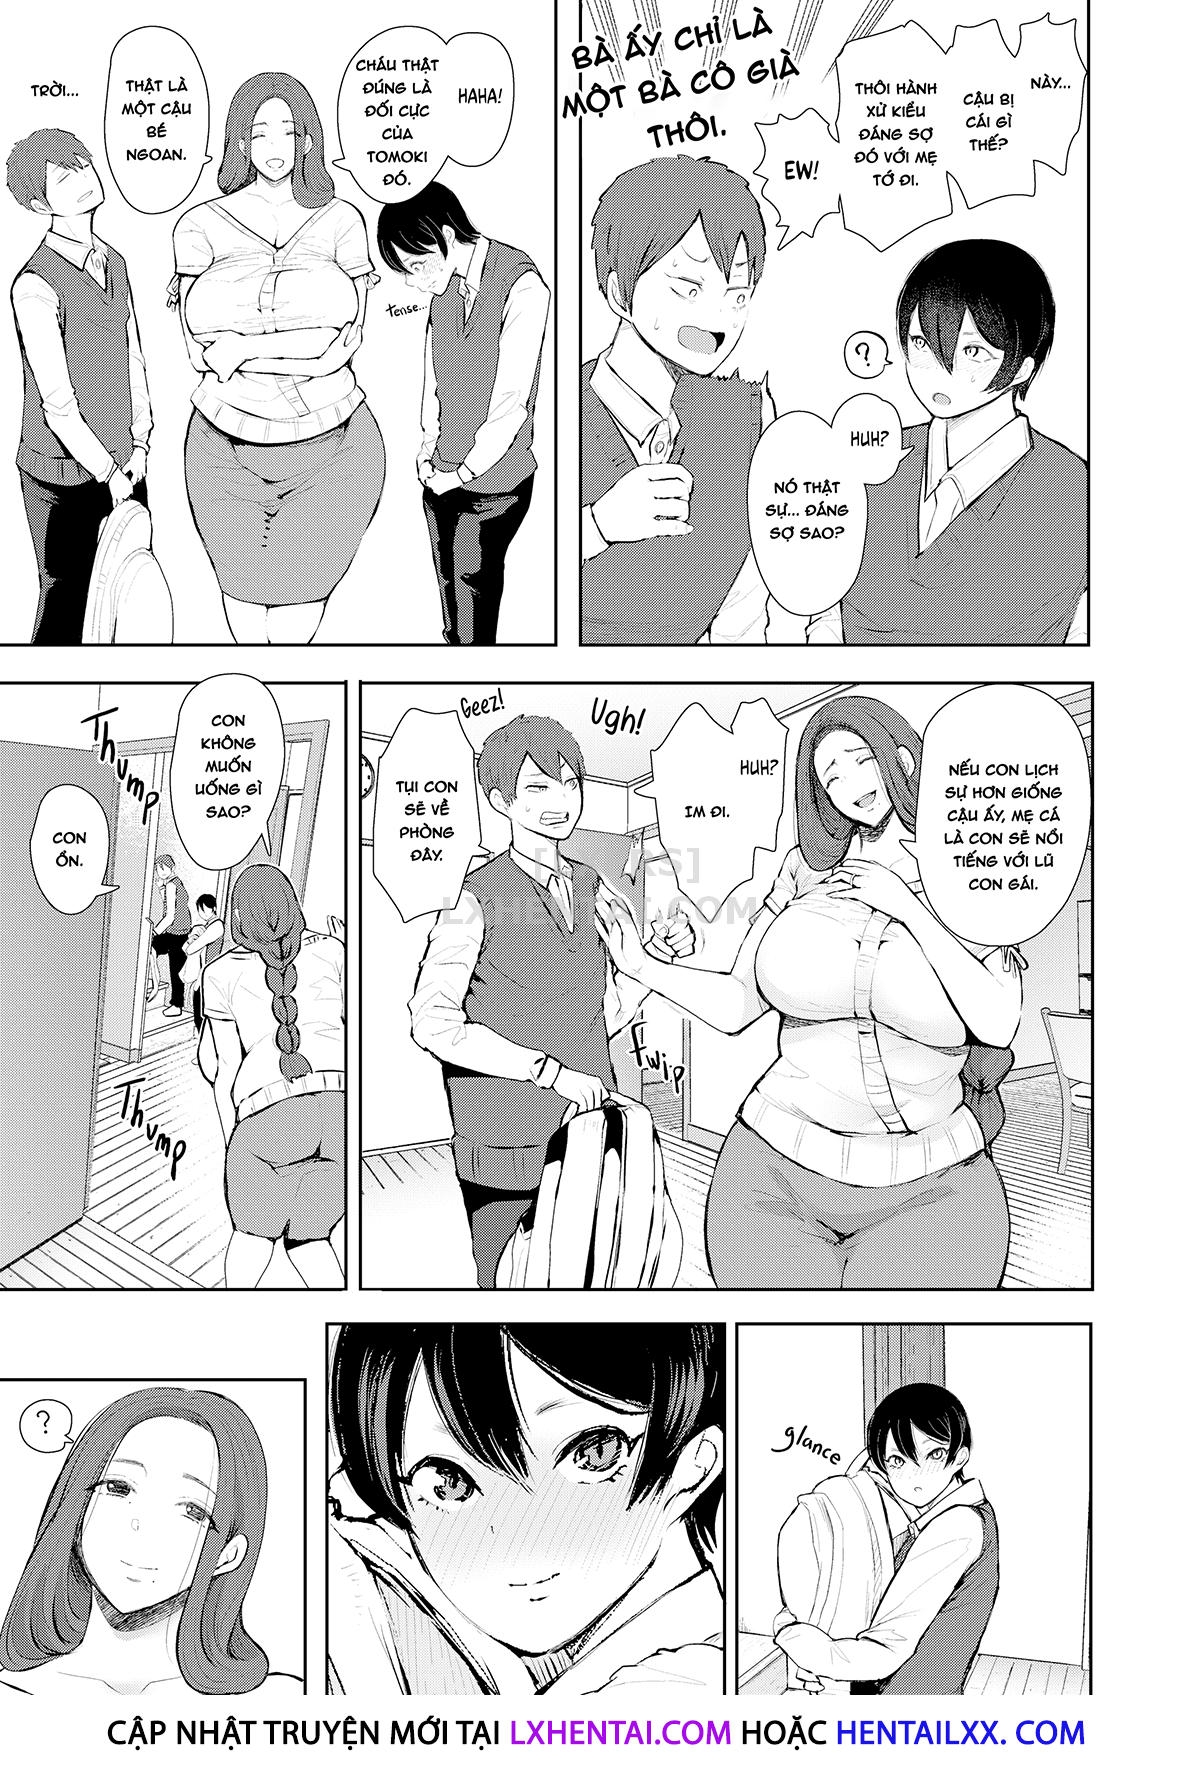 NÀY...
CẬU BỊ
CÁI GÌ
THẾ?
THÔI HÀNH
XỬ KIỂU
ĐÁNG SỢ
ĐÓ VỚI MẸ
TỚ ĐI.
EW!
BÀ ẤY CHỈ LÀ
MỘT BÀ CÔ GIÀ
THÔI.
?
HUH?
NÓ THẬT
SỰ... ĐÁNG
SỢ SAO?
HAHA!
CHÁU THẬT
ĐÚNG LÀ
ĐỐI CỰC
CỦA
TOMOKI
ĐÓ.
tense...
THẬT LÀ
MỘT CẬU
BÉ
NGOAN.
TRỜI...
NẾU CON LỊCH
SỰ HƠN GIỐNG
CẬU ẤY, MẸ CÁ
LÀ CON SẼ NỔI
TIẾNG VỚI LŨ
CON GÁI.
HUH?
IM ĐI.
Ugh!
Geez!
TỤI CON
SẼ VỀ
PHÒNG
ĐÂY.
Fwip
LXHENTAI.COM
CON
KHÔNG
MUỐN
UỐNG GÌ
SAO?
Thump
CON
ỔN.
Thump
glance
?
CẬP NHẬT TRUYỆN MỚI TẠI LXHENTAI.COM HOẶC HENTAILXX. COM